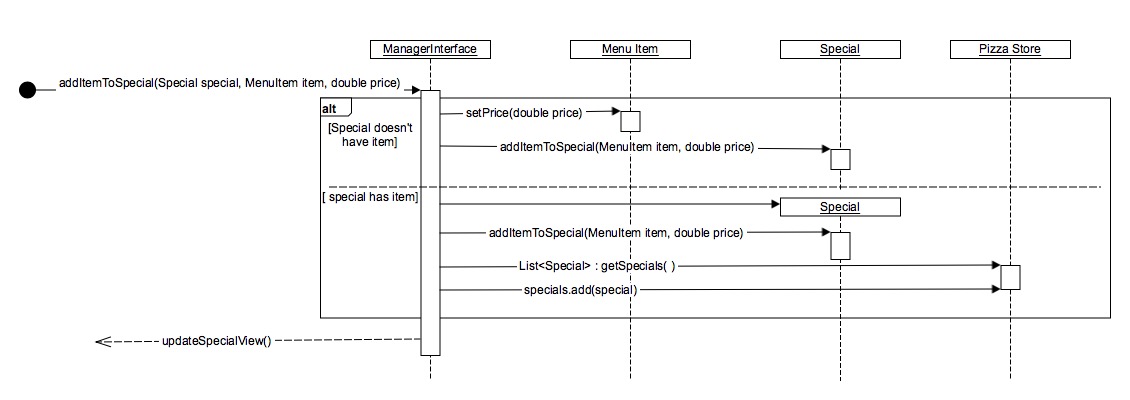 ManagerInterface
Menu Item
Special
Pizza Store
addItemToSpecial(Special special, MenuItem item, double price)
alt
setPrice(double price)
[Special doesn't
have item]
addItemToSpecial(MenuItem item, double price)
[ special has item]
Special
addItemToSpecial(MenuItem item, double price)
List<Special> : getSpecials( )
specials.add(special)
updateSpecialView()